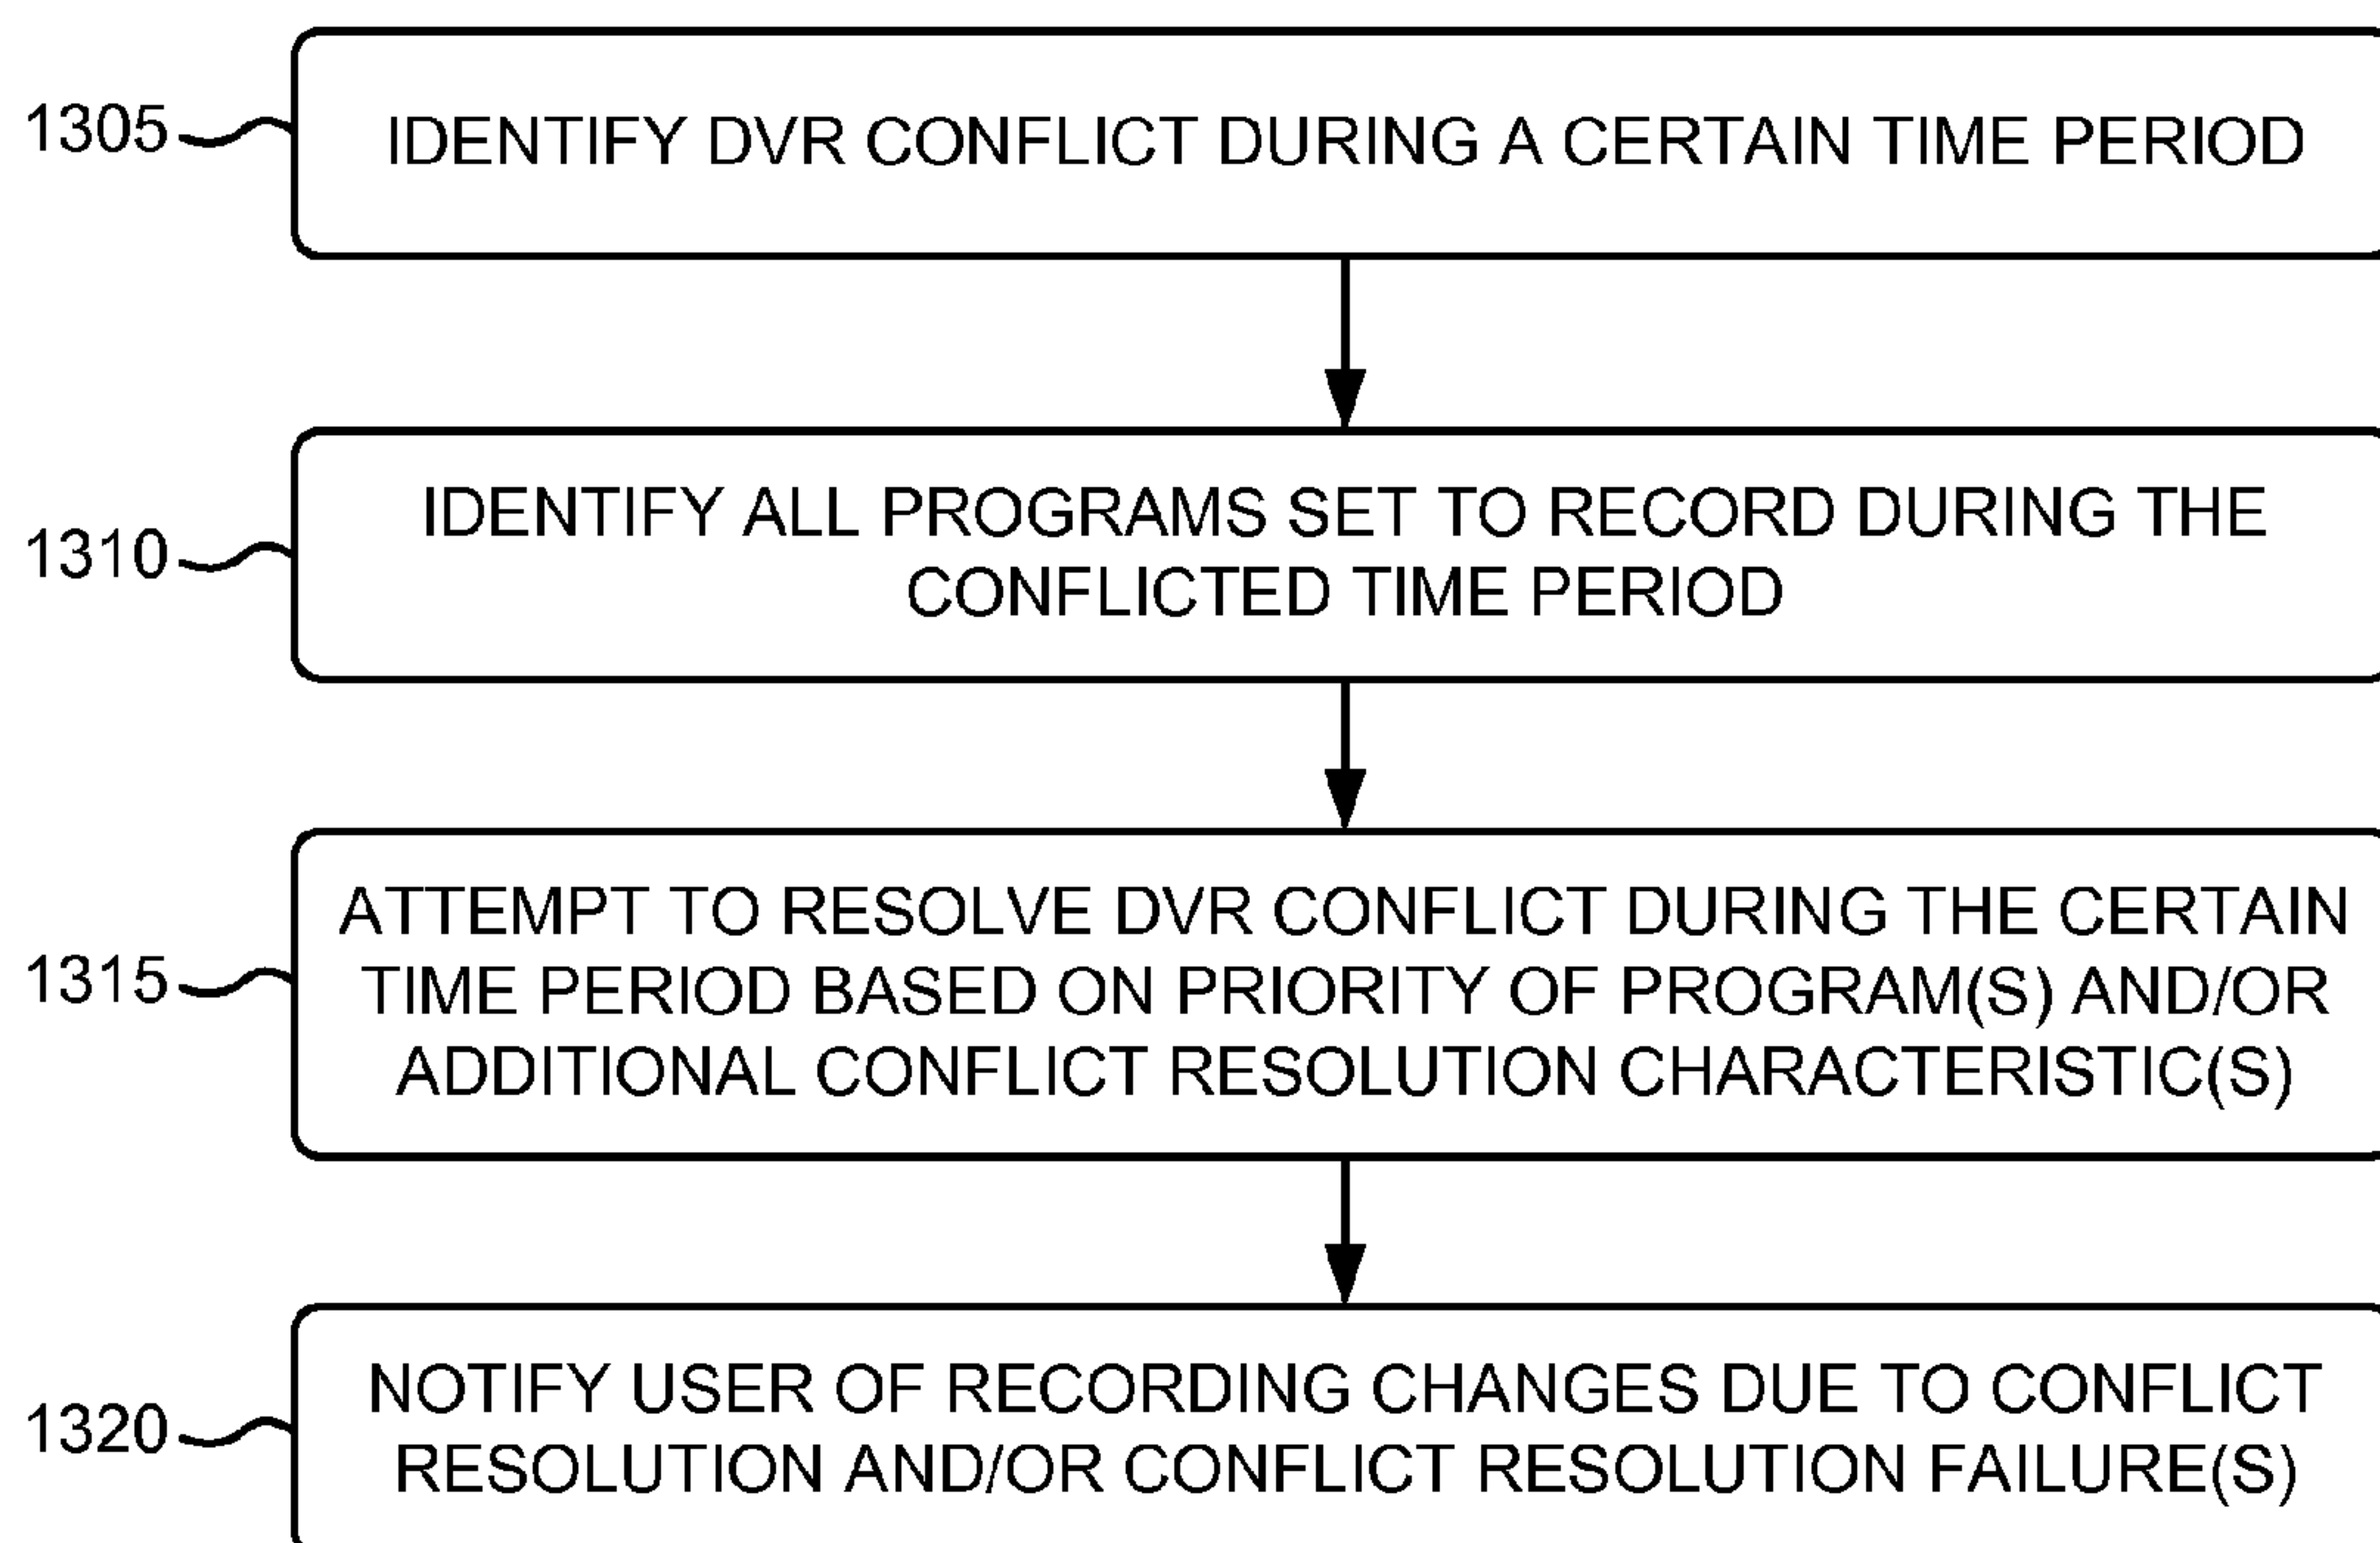 1305
IDENTIFY DVR CONFLICT DURING A CERTAIN TIME PERIOD
1310
IDENTIFY ALL PROGRAMS SET TO RECORD DURING THE
CONFLICTED TIME PERIOD
1315
ATTEMPT TO RESOLVE DVR CONFLICT DURING THE CERTAIN
TIME PERIOD BASED ON PRIORITY OF PROGRAM(S) AND/OR
ADDITIONAL CONFLICT RESOLUTION CHARACTERISTIC(S)
1320
NOTIFY USER OF RECORDING CHANGES DUE TO CONFLICT
RESOLUTION AND/OR CONFLICT RESOLUTION FAILURE(S)